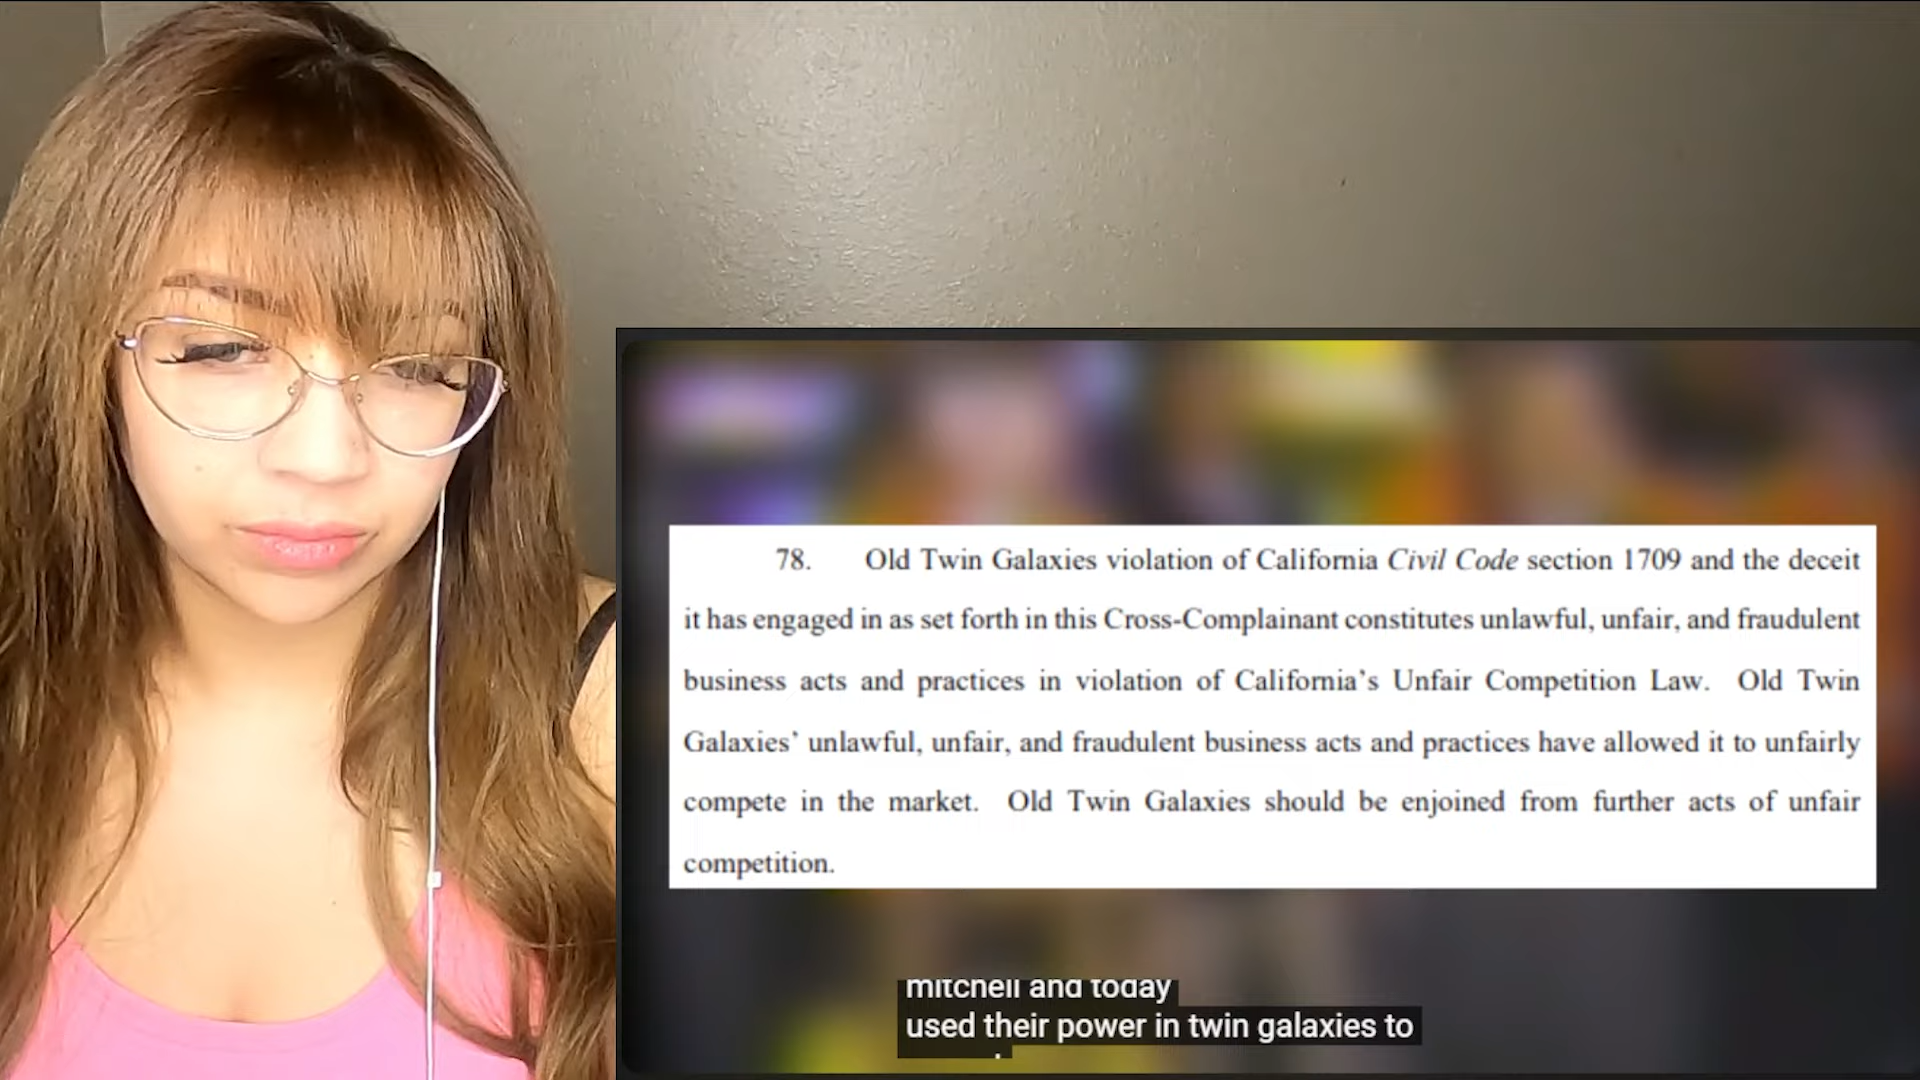 78. Old Twin Galaxies violation of California Civil Code section 1709 and the deceit
it has engaged in as set forth in this Cross-Complainant constitutes unlawful, unfair, and fraudulent
business acts and practices in violation of California's Unfair Competition Law. Old Twin
Galaxies' unlawful, unfair, and fraudulent business acts and practices have allowed it to unfairly
compete in the market. Old Twin Galaxies should be enjoined from further acts of unfair
competition.
mitchell and today
used their power in twin galaxies to